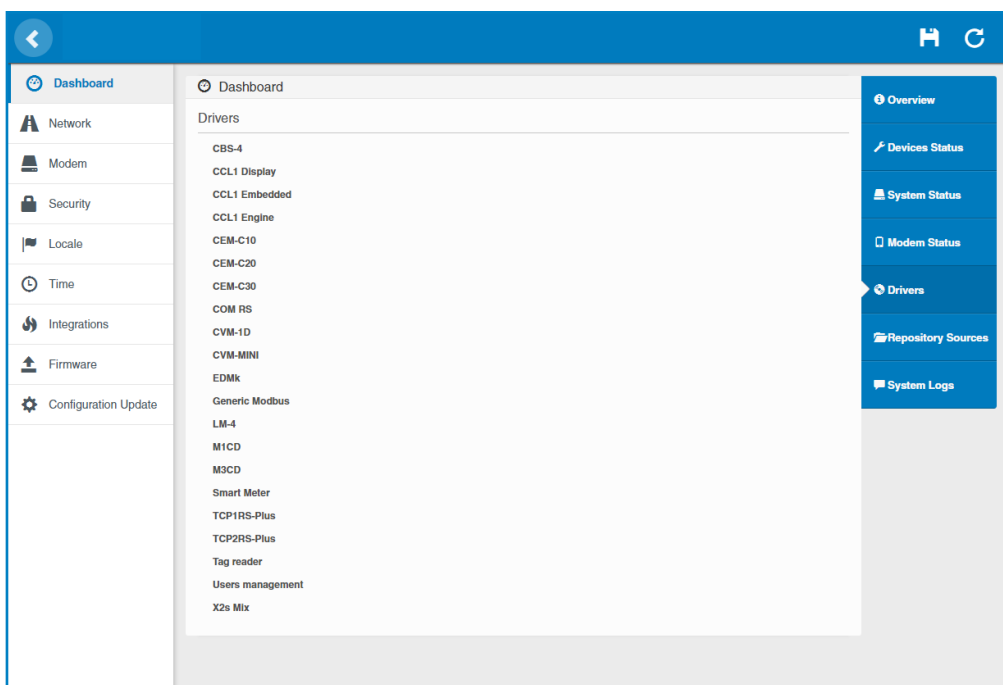 Dashboard
Network
Modem
Security
Locale
Time
Integrations
Firmware
Configuration Update
Dashboard
Drivers
CBS-4
CCL1 Display
CCL1 Embedded
CCL1 Engine
CEM-C10
CEM-C20
CEM-C30
COM RS
CVM-1D
CVM-MINI
EDMk
Generic Modbus
LM-4
M1CD
M3CD
Smart Meter
TCP1RS-Plus
TCP2RS-Plus
Tag reader
Users management
X2s Mix
Overview
Devices Status
System Status
Modem Status
Drivers
Repository Sources
System Logs